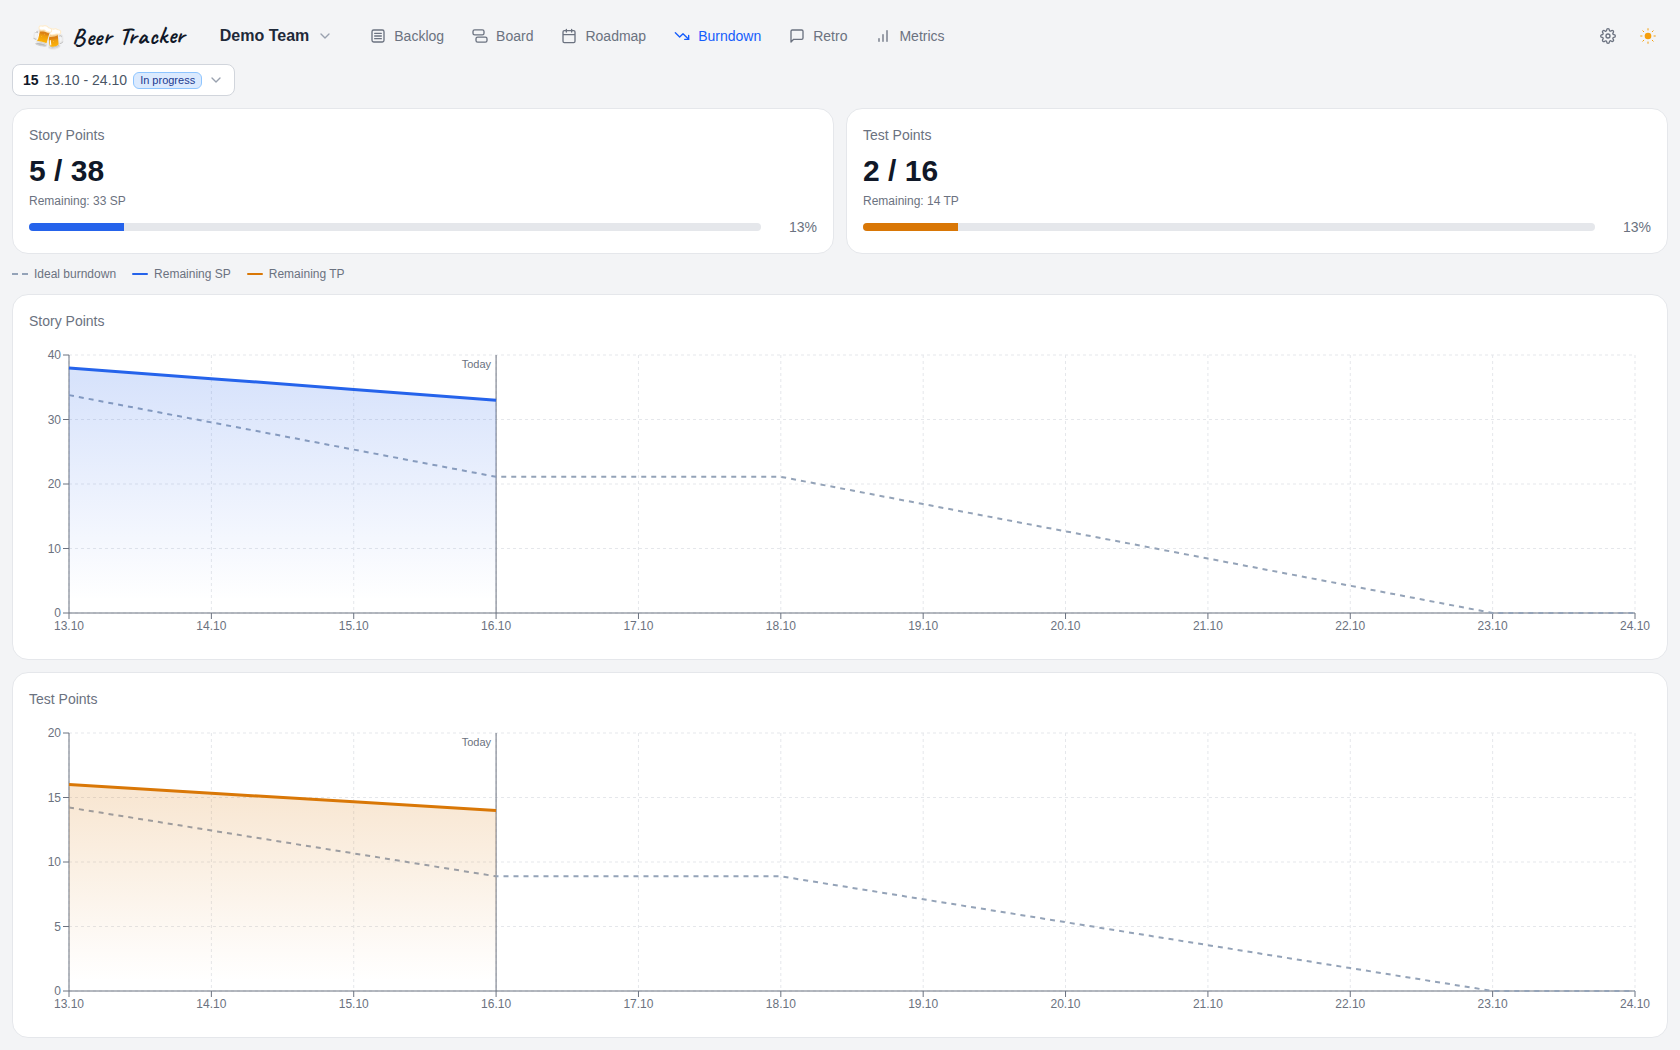 Beer Tracker Demo Team Backlog Board Roadmap Burndown Retro Metrics
15 13.10 - 24.10 In progress
Story Points
5 / 38
Remaining: 33 SP
13%
Test Points
2 / 16
Remaining: 14 TP
13%
Ideal burndown Remaining SP Remaining TP
Story Points
40
Today
30
20
10
0
13.10 14.10 15.10 16.10 17.10 18.10 19.10 20.10 21.10 22.10 23.10 24.10
Test Points
20
Today
15
10
5
0
13.10 14.10 15.10 16.10 17.10 18.10 19.10 20.10 21.10 22.10 23.10 24.10